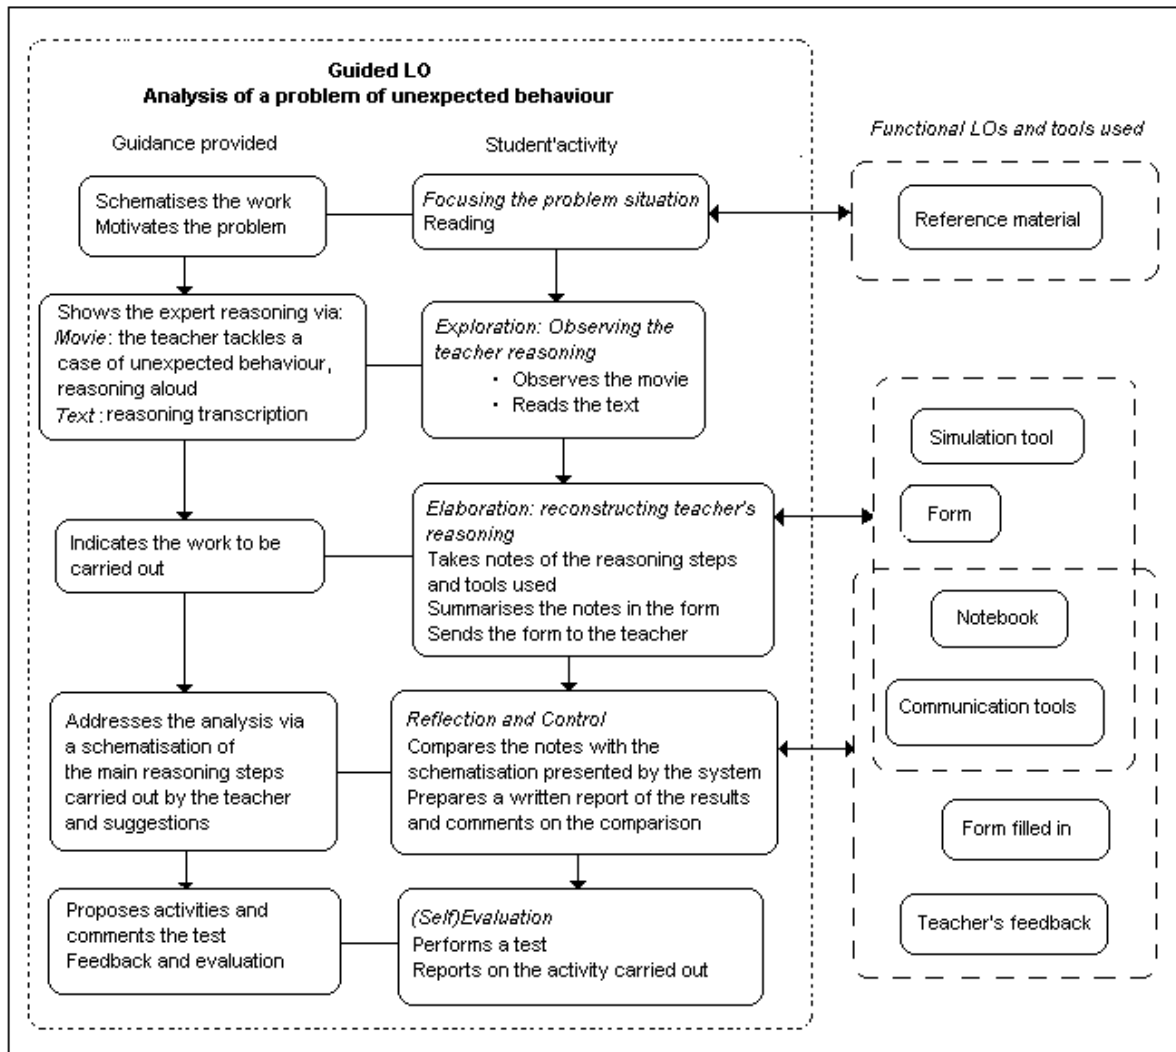 Guided LO
Analysis of a problem of unexpected behaviour
Guidance provided
Student'activity
Functional LOs and tools used
Schematises the work
Motivates the problem
Focusing the problem situation
Reading
Reference material
Shows the expert reasoning via:
Movie: the teacher tackles a
case of unexpected behaviour,
reasoning aloud
Text : reasoning transcription
Exploration: Observing the
teacher reasoning
• Observes the movie
• Reads the text
Simulation tool
Form
Indicates the work to be
carried out
Elaboration: reconstructing teacher's
reasoning
Takes notes of the reasoning steps
and tools used
Summarises the notes in the form
Sends the form to the teacher
Notebook
Communication tools
Addresses the analysis via
a schematisation of
the main reasoning steps
carried out by the teacher
and suggestions
Reflection and Control
Compares the notes with the
schematisation presented by the system
Prepares a written report of the results
and comments on the comparison
Form filled in
Teacher's feedback
Proposes activities and
comments the test
Feedback and evaluation
(Self)Evaluation
Performs a test
Reports on the activity carried out